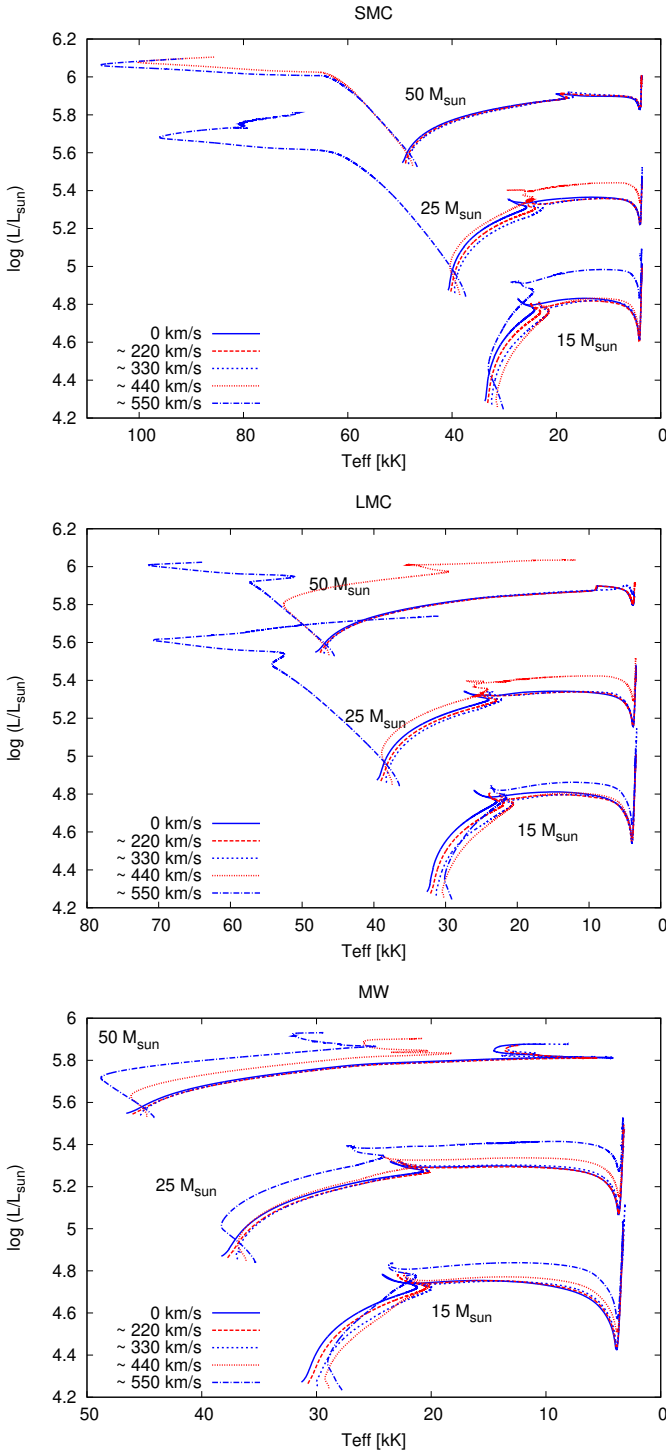 SMC
log (L/L_sun)
6.2
6
5.8
5.6
5.4
5.2
5
4.8
4.6
4.4
4.2
50 M_sun
25 M_sun
15 M_sun
0 km/s
~ 220 km/s
~ 330 km/s
~ 440 km/s
~ 550 km/s
100 80 60 40 20 0
Teff [kK]
LMC
log (L/L_sun)
6.2
6
5.8
5.6
5.4
5.2
5
4.8
4.6
4.4
4.2
50 M_sun
25 M_sun
15 M_sun
0 km/s
~ 220 km/s
~ 330 km/s
~ 440 km/s
~ 550 km/s
80 70 60 50 40 30 20 10 0
Teff [kK]
MW
log (L/L_sun)
6
5.8
5.6
5.4
5.2
5
4.8
4.6
4.4
4.2
50 M_sun
25 M_sun
15 M_sun
0 km/s
~ 220 km/s
~ 330 km/s
~ 440 km/s
~ 550 km/s
50 40 30 20 10 0
Teff [kK]